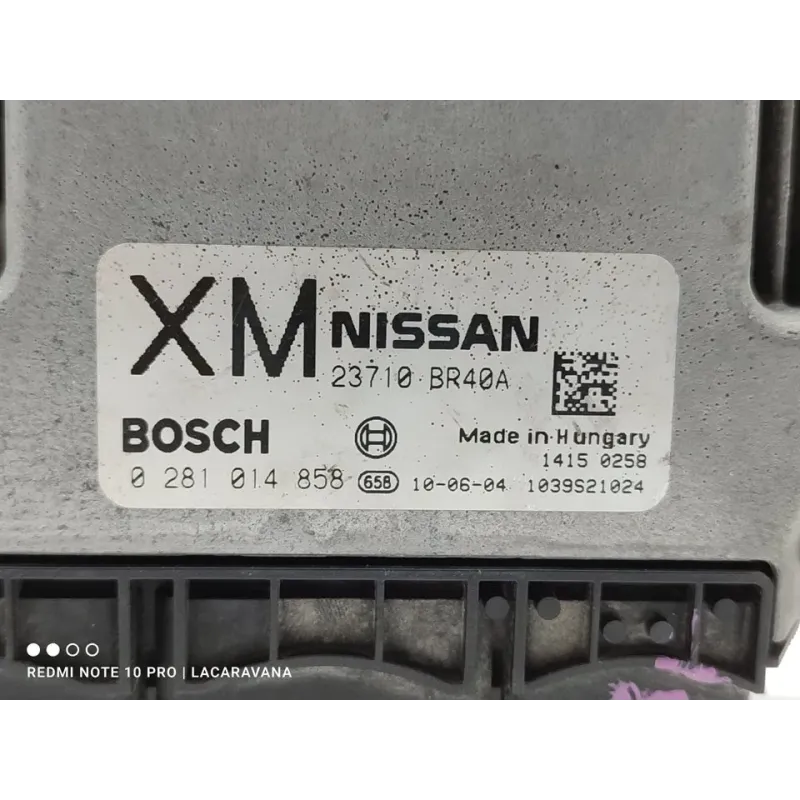 XM NISSAN
23710 BR40A
BOSCH
Made in Hungary
1415 0258
0 281 014 858 658 10-06-04 1039S21024
REDMI NOTE 10 PRO | LACARAVANA